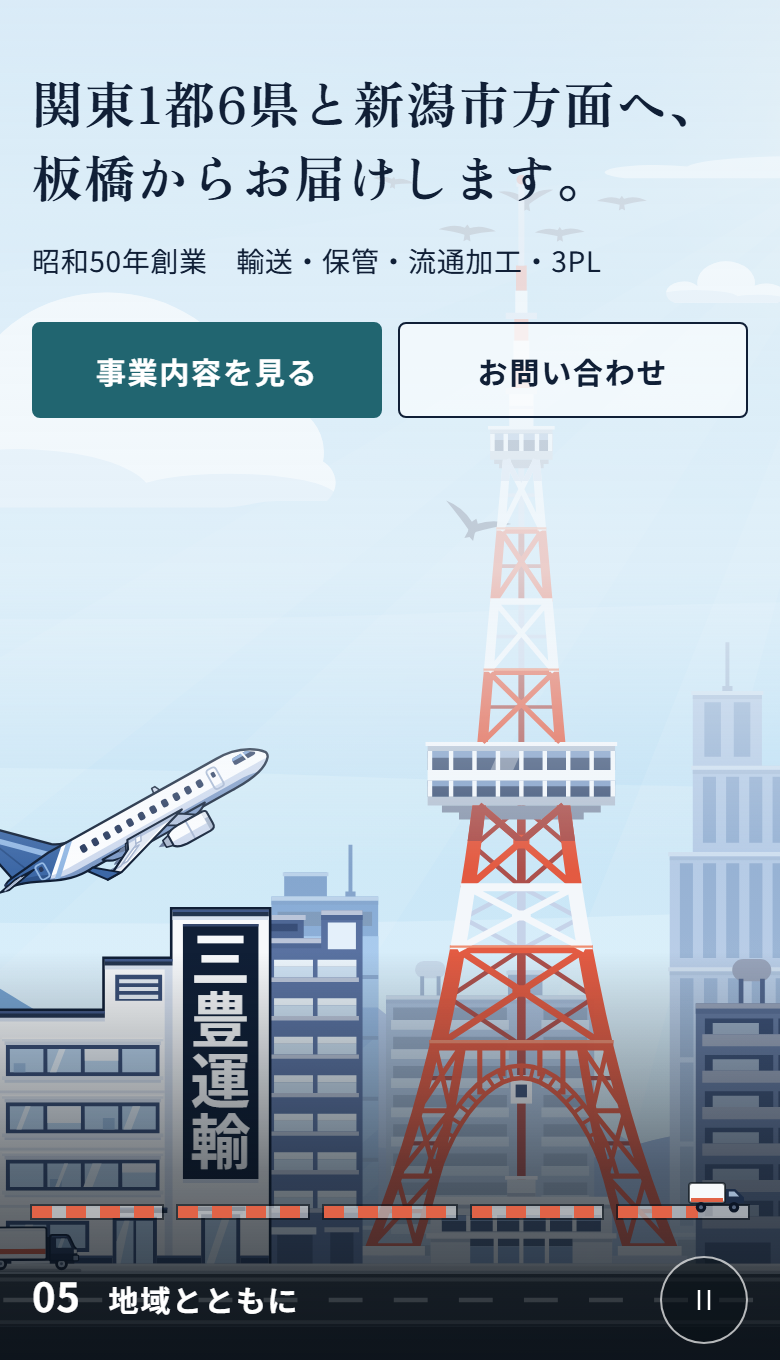 関東1都6県と新潟市方面へ、
板橋からお届けします。
昭和50年創業　輸送・保管・流通加工・3PL
事業内容を見る
お問い合わせ
三豊運輸
05 地域とともに